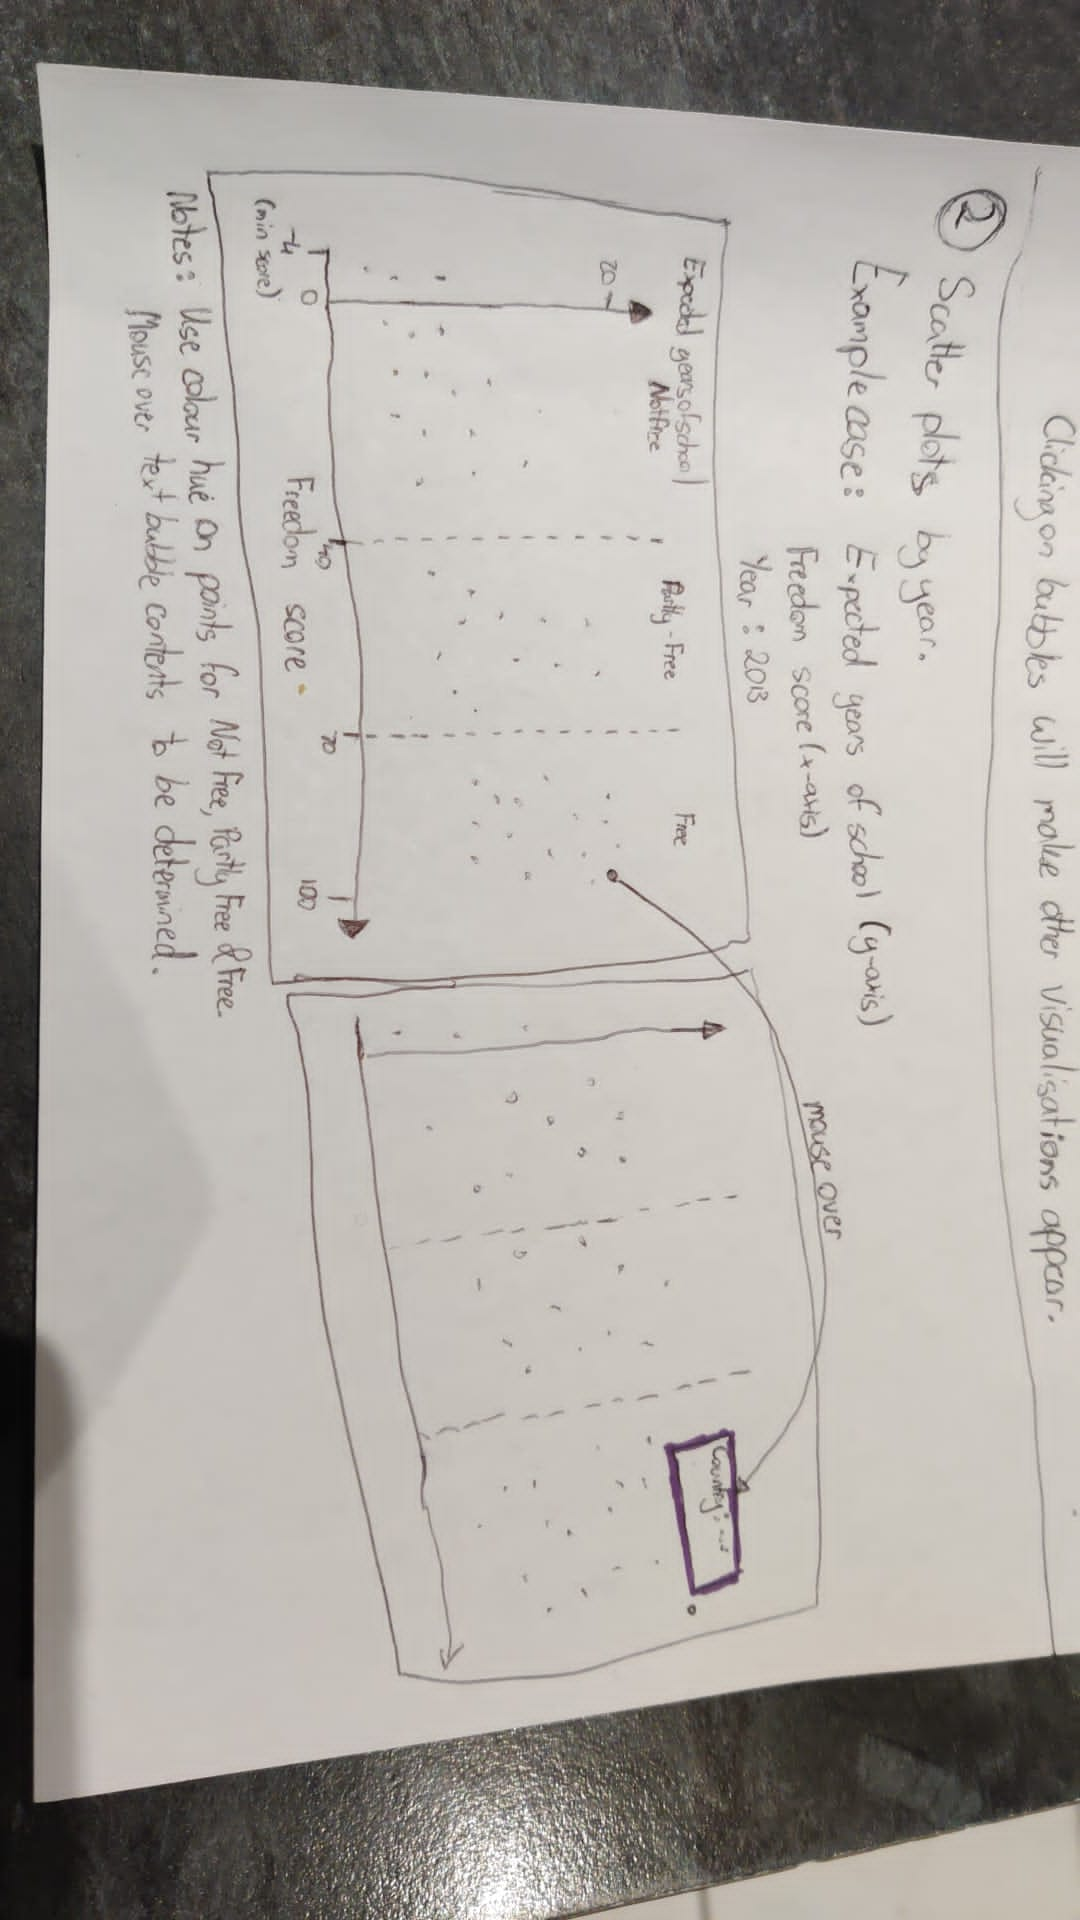 Clicking on bubbles will make other visualisations appear.
2 Scatter plots by year.
Example case: Expected years of school (y-axis)
Freedom score (x-axis)
Year: 2013
mouse over
Expected years of school
Not free
Partly-Free
Free
20
Country: ...
-4
0
40
70
100
(min score)
Freedom score
Notes: Use colour hue on points for Not Free, Partly Free & Free.
Mouse over text bubble contents to be determined.